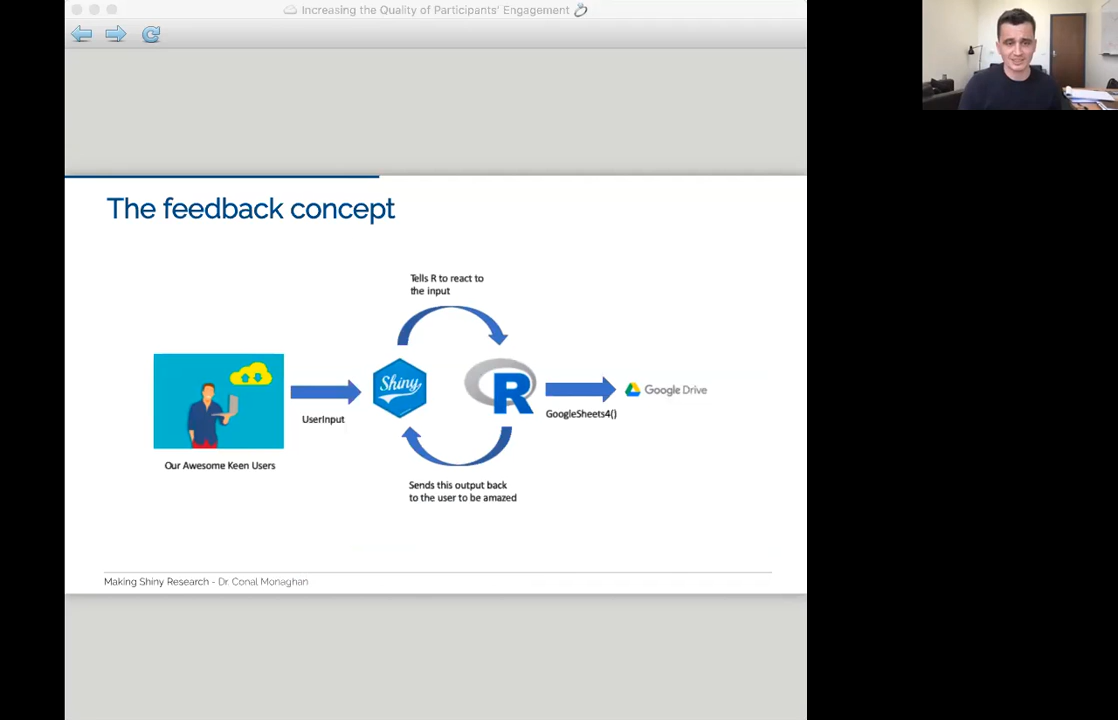 Increasing the Quality of Participants' Engagement
The feedback concept
Tells R to react to
the input
Shiny
R
Google Drive
UserInput
GoogleSheets4()
Our Awesome Keen Users
Sends this output back
to the user to be amazed
Making Shiny Research - Dr. Conal Monaghan